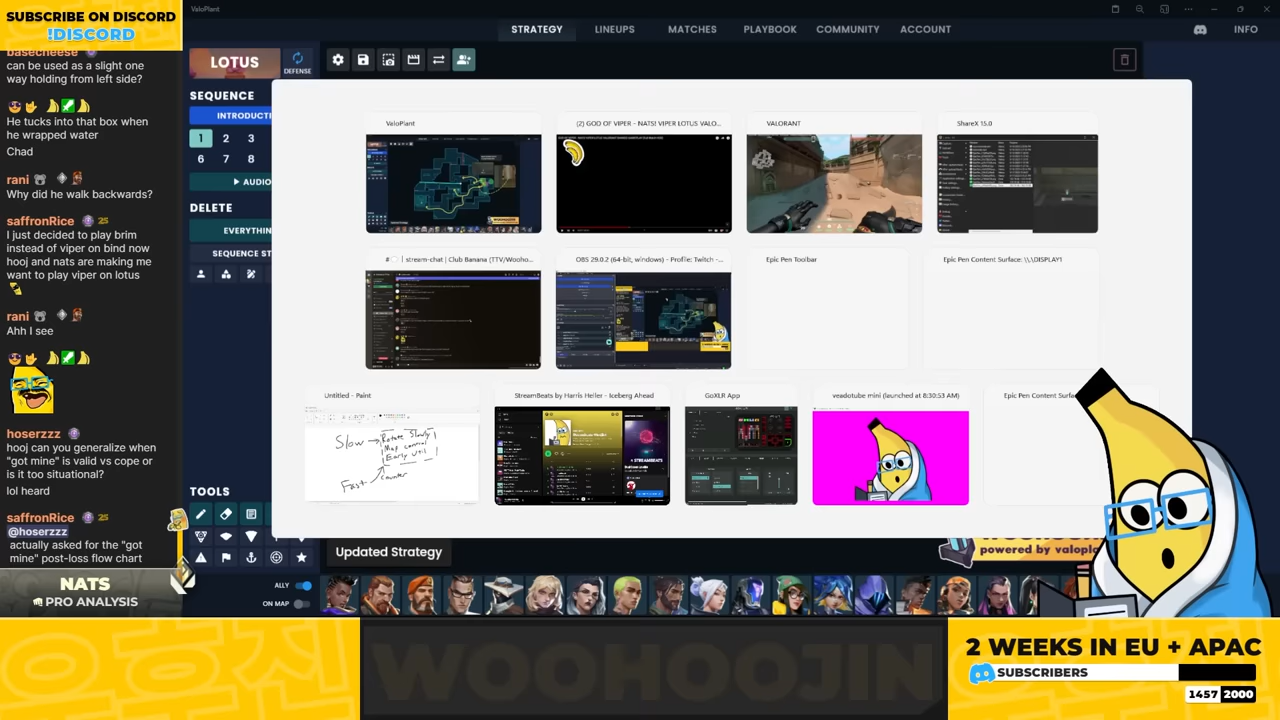 SUBSCRIBE ON DISCORD
!DISCORD
basecheese
can be used as a slight one
way holding from left side?
He tucks into that box when
he wrapped water
Chad
rani
Why did he walk backwards?
saffronRice 25
I just decided to play brim
instead of viper on bind now
hooj and nats are making me
want to play viper on lotus
rani
Ahh I see
hoserzzz
hooj can you generalize when
"got mine" is valid vs cope or
is it too situational?
lol heard
saffronRice 25
@hoserzzz
actually asked for the "got
mine" post-loss flow chart
NATS
PRO ANALYSIS
ValoPlant
STRATEGY
LINEUPS
MATCHES
PLAYBOOK
COMMUNITY
ACCOUNT
INFO
LOTUS
DEFENSE
SEQUENCE
INTRODUCTI
1 2 3
6 7 8
AUDIO
DELETE
EVERYTHIN
SEQUENCE ST
TOOLS
ALLY
ON MAP
ValoPlant
(2) GOD OF VIPER - NATS! VIPER LOTUS VALO...
VALORANT
ShareX 15.0
# | stream-chat | Club Banana (TTV/Wooho...
OBS 29.0.2 (64-bit, windows) - Profile: Twitch -...
Epic Pen Toolbar
Epic Pen Content Surface: \\.\DISPLAY1
Untitled - Paint
StreamBeats by Harris Heller - Iceberg Ahead
GoXLR App
veadotube mini (launched at 8:30:53 AM)
Epic Pen Content Surfa
Slow → Rotate Slowly
Map control
Early Util
Fast
Counter
Updated Strategy
powered by valopla
WOOHOOJIN
2 WEEKS IN EU + APAC
SUBSCRIBERS
1457 2000